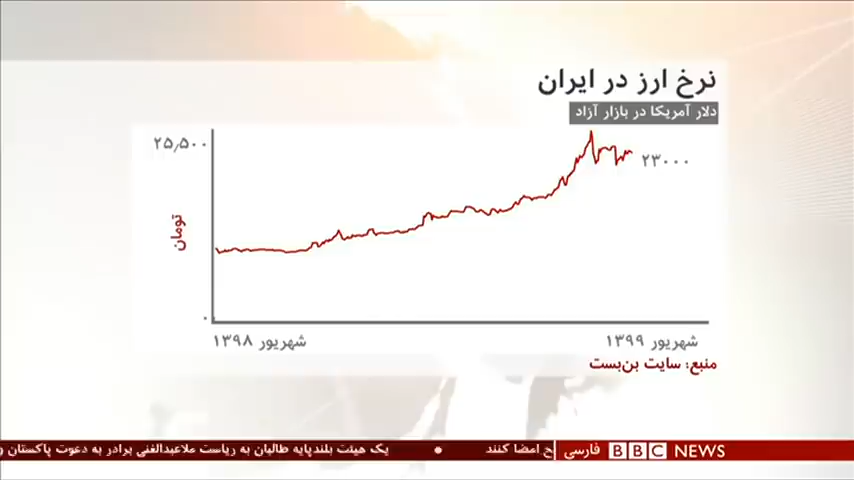 نرخ ارز در ایران
دلار آمریکا در بازار آزاد
۲۵٫۵۰۰
۲۳۰۰۰
تومان
۰
شهریور ۱۳۹۸
شهریور ۱۳۹۹
منبع: سایت بن‌بست
BBC NEWS فارسی
امضا کنند • یک هیئت بلندپایه طالبان به ریاست ملاعبدالغنی برادر به دعوت پاکستان و